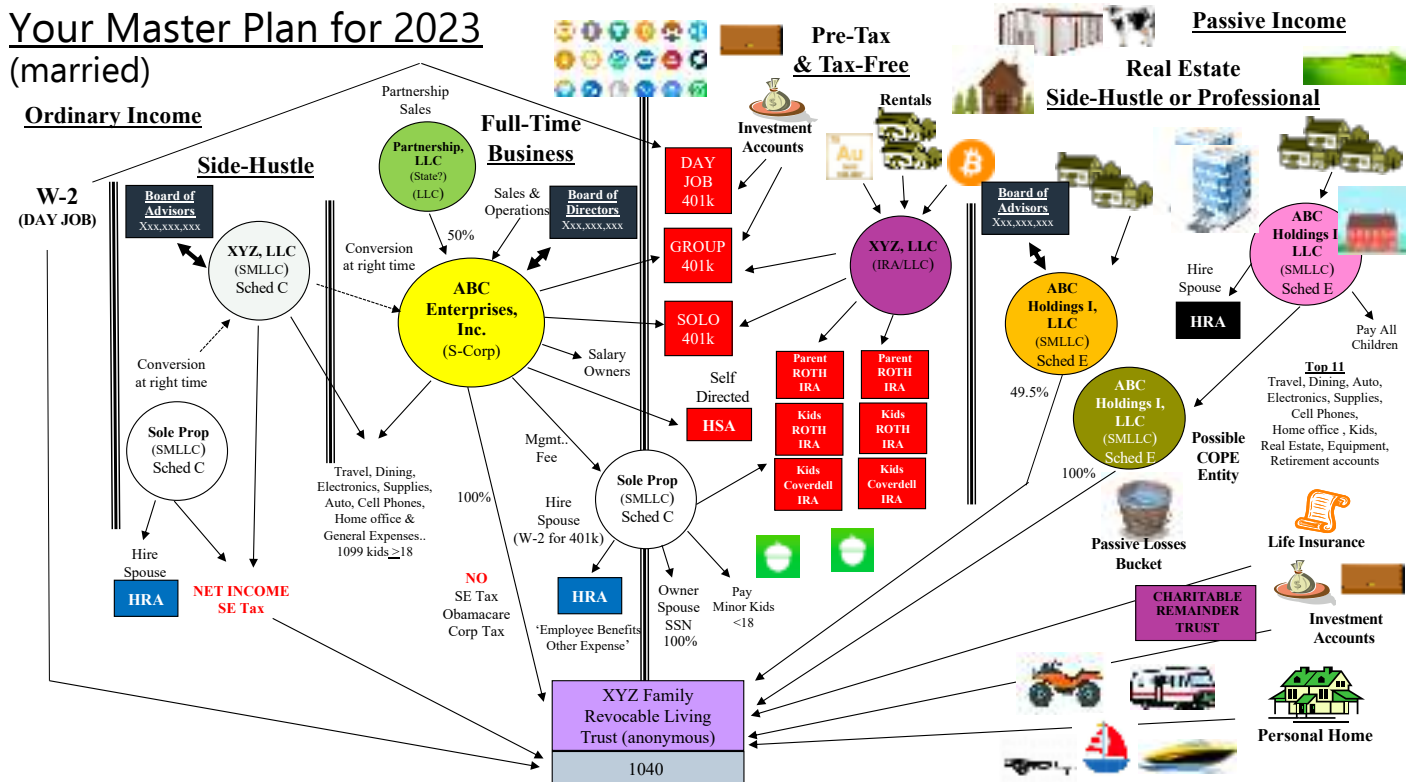 Your Master Plan for 2023
(married)
Ordinary Income
W-2
(DAY JOB)
Side-Hustle
Board of
Advisors
Xxx,xxx,xxx
XYZ, LLC
(SMLLC)
Sched C
Conversion
at right time
Sole Prop
(SMLLC)
Sched C
Hire
Spouse
HRA
NET INCOME
SE Tax
Partnership
Sales
Partnership,
LLC
(State?)
(LLC)
50%
Full-Time
Business
Sales &
Operations
Board of
Directors
Xxx,xxx,xxx
Conversion
at right time
ABC
Enterprises,
Inc.
(S-Corp)
Salary
Owners
Travel, Dining,
Electronics, Supplies,
Auto, Cell Phones,
Home office &
General Expenses..
1099 kids >18
100%
NO
SE Tax
Obamacare
Corp Tax
Mgmt..
Fee
Hire
Spouse
(W-2 for 401k)
Sole Prop
(SMLLC)
Sched C
HRA
‘Employee Benefits
Other Expense’
Owner
Spouse
SSN
100%
Pay
Minor Kids
<18
Pre-Tax
& Tax-Free
Investment
Accounts
Rentals
Au
DAY
JOB
401k
GROUP
401k
SOLO
401k
Self
Directed
HSA
XYZ, LLC
(IRA/LLC)
Parent
ROTH
IRA
Parent
ROTH
IRA
Kids
ROTH
IRA
Kids
ROTH
IRA
Kids
Coverdell
IRA
Kids
Coverdell
IRA
Passive Income
Real Estate
Side-Hustle or Professional
Board of
Advisors
Xxx,xxx,xxx
ABC
Holdings I,
LLC
(SMLLC)
Sched E
49.5%
ABC
Holdings I,
LLC
(SMLLC)
Sched E
100%
Possible
COPE
Entity
Passive Losses
Bucket
ABC
Holdings I
LLC
(SMLLC)
Sched E
Hire
Spouse
HRA
Pay All
Children
Top 11
Travel, Dining, Auto,
Electronics, Supplies,
Cell Phones,
Home office , Kids,
Real Estate, Equipment,
Retirement accounts
Life Insurance
CHARITABLE
REMAINDER
TRUST
Investment
Accounts
Personal Home
XYZ Family
Revocable Living
Trust (anonymous)
1040